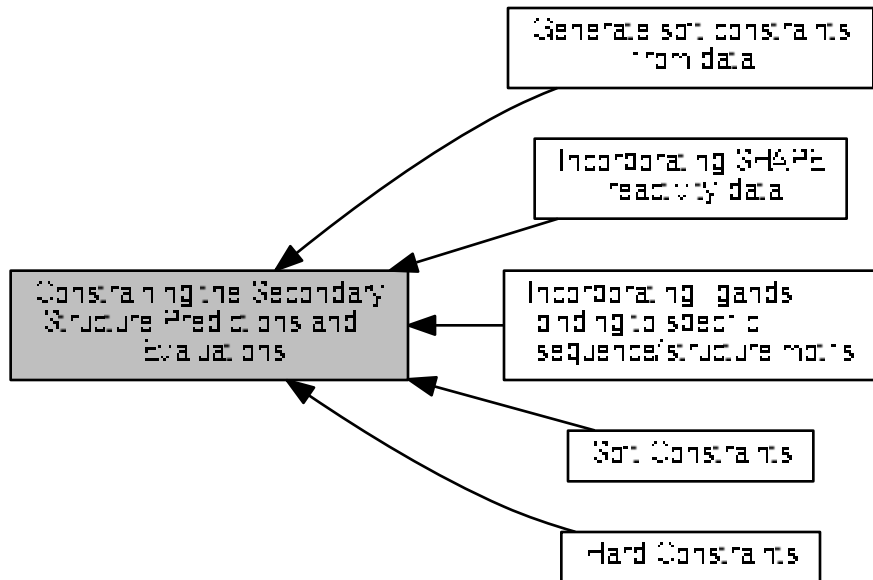 Generate soft constraints
from data
Incorporating SHAPE
reactivity data
Constraining the Secondary
Structure Predictions and
Evaluations
Incorporating ligands
binding to specific
sequence/structure motifs
Soft Constraints
Hard Constraints